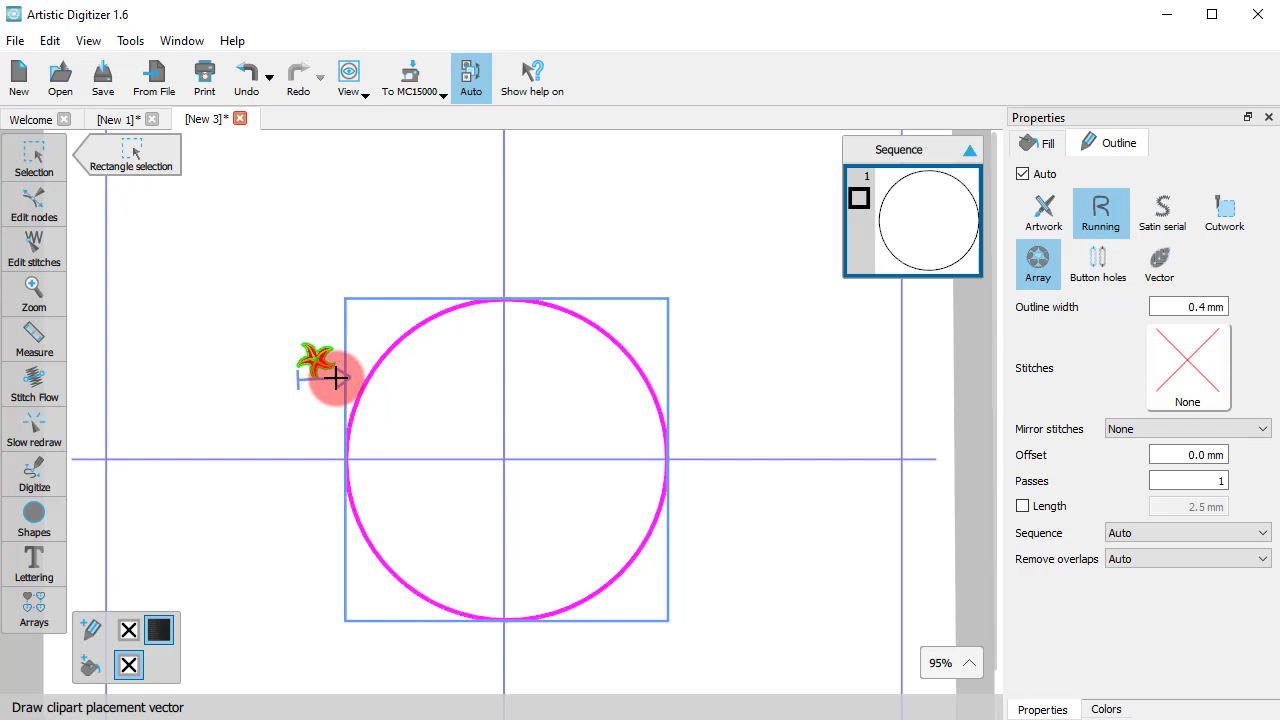 Artistic Digitizer 1.6
File Edit View Tools Window Help
New Open Save From File Print Undo Redo View To MC15000 Auto Show help on
Welcome [New 1]* [New 3]*
Selection
Edit nodes
Edit stitches
Zoom
Measure
Stitch Flow
Slow redraw
Digitize
Shapes
Lettering
Arrays
Rectangle selection
Sequence
1
95%
Draw clipart placement vector
Properties
Fill Outline
Auto
Artwork Running Satin serial Cutwork
Array Button holes Vector
Outline width 0.4 mm
Stitches None
Mirror stitches None
Offset 0.0 mm
Passes 1
Length 2.5 mm
Sequence Auto
Remove overlaps Auto
Properties Colors